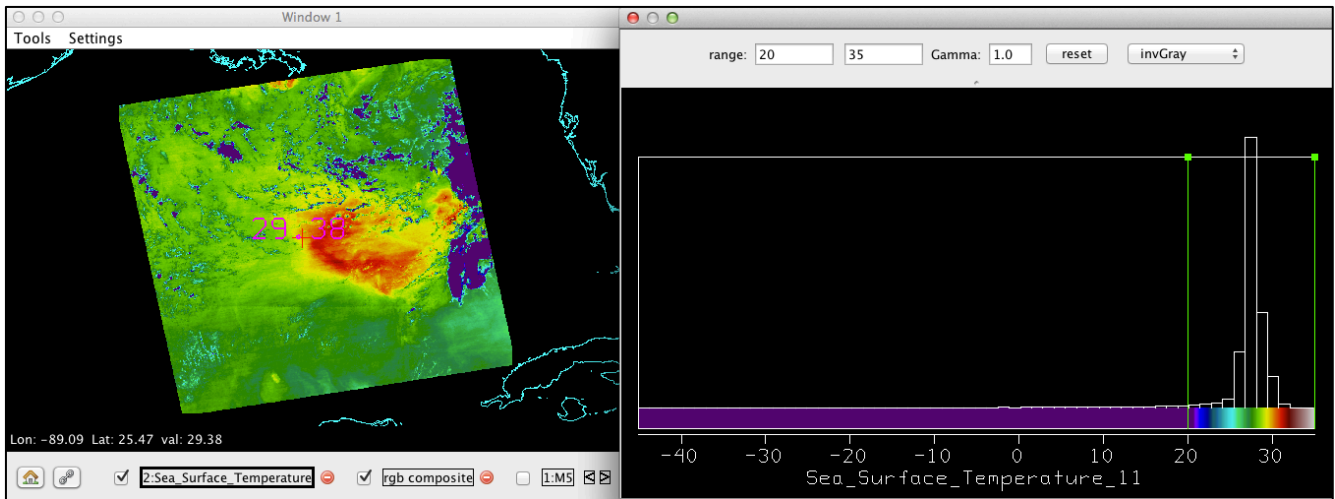 Window 1
Tools Settings
29.38
Lon: -89.09 Lat: 25.47 val: 29.38
2:Sea_Surface_Temperature rgb composite 1:M5
range: 20 35 Gamma: 1.0 reset invGray
-40 -30 -20 -10 0 10 20 30
Sea_Surface_Temperature_11